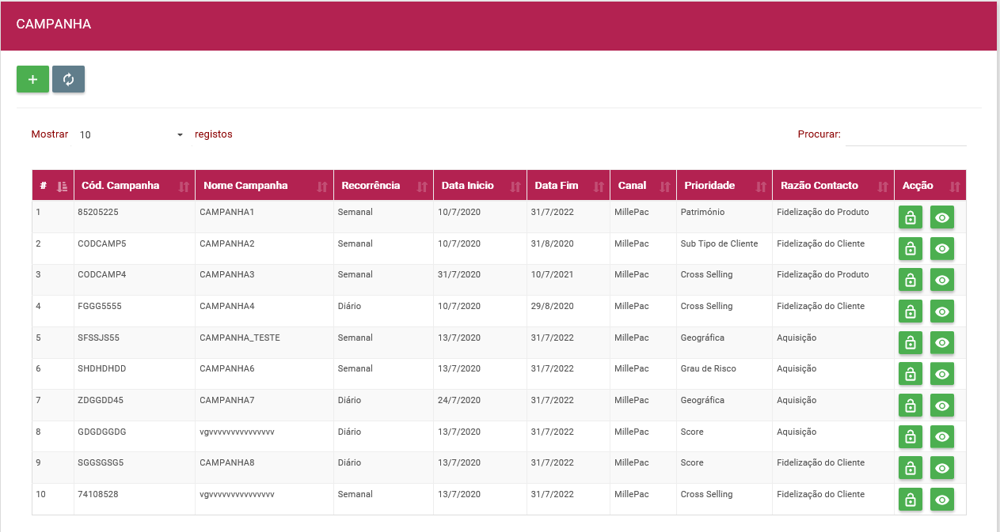 CAMPANHA
Mostrar 10 registos Procurar:
# Cód. Campanha Nome Campanha Recorrência Data Inicio Data Fim Canal Prioridade Razão Contacto Acção
1 85205225 CAMPANHA1 Semanal 10/7/2020 31/7/2022 MillePac Património Fidelização do Produto
2 CODCAMP5 CAMPANHA2 Semanal 10/7/2020 31/8/2020 MillePac Sub Tipo de Cliente Fidelização do Cliente
3 CODCAMP4 CAMPANHA3 Semanal 31/7/2020 10/7/2021 MillePac Cross Selling Fidelização do Produto
4 FGGG5555 CAMPANHA4 Diário 10/7/2020 29/8/2020 MillePac Cross Selling Fidelização do Cliente
5 SFSSJS55 CAMPANHA_TESTE Semanal 13/7/2020 31/7/2022 MillePac Geográfica Aquisição
6 SHDHDHDD CAMPANHA6 Semanal 13/7/2020 31/7/2022 MillePac Grau de Risco Aquisição
7 ZDGGDD45 CAMPANHA7 Diário 24/7/2020 31/7/2022 MillePac Geográfica Aquisição
8 GDGDGGDG vgvvvvvvvvvvvvvv Diário 13/7/2020 31/7/2022 MillePac Score Aquisição
9 SGGSGSG5 CAMPANHA8 Diário 13/7/2020 31/7/2022 MillePac Score Fidelização do Cliente
10 74108528 vgvvvvvvvvvvvvvv Semanal 13/7/2020 31/7/2022 MillePac Cross Selling Fidelização do Cliente